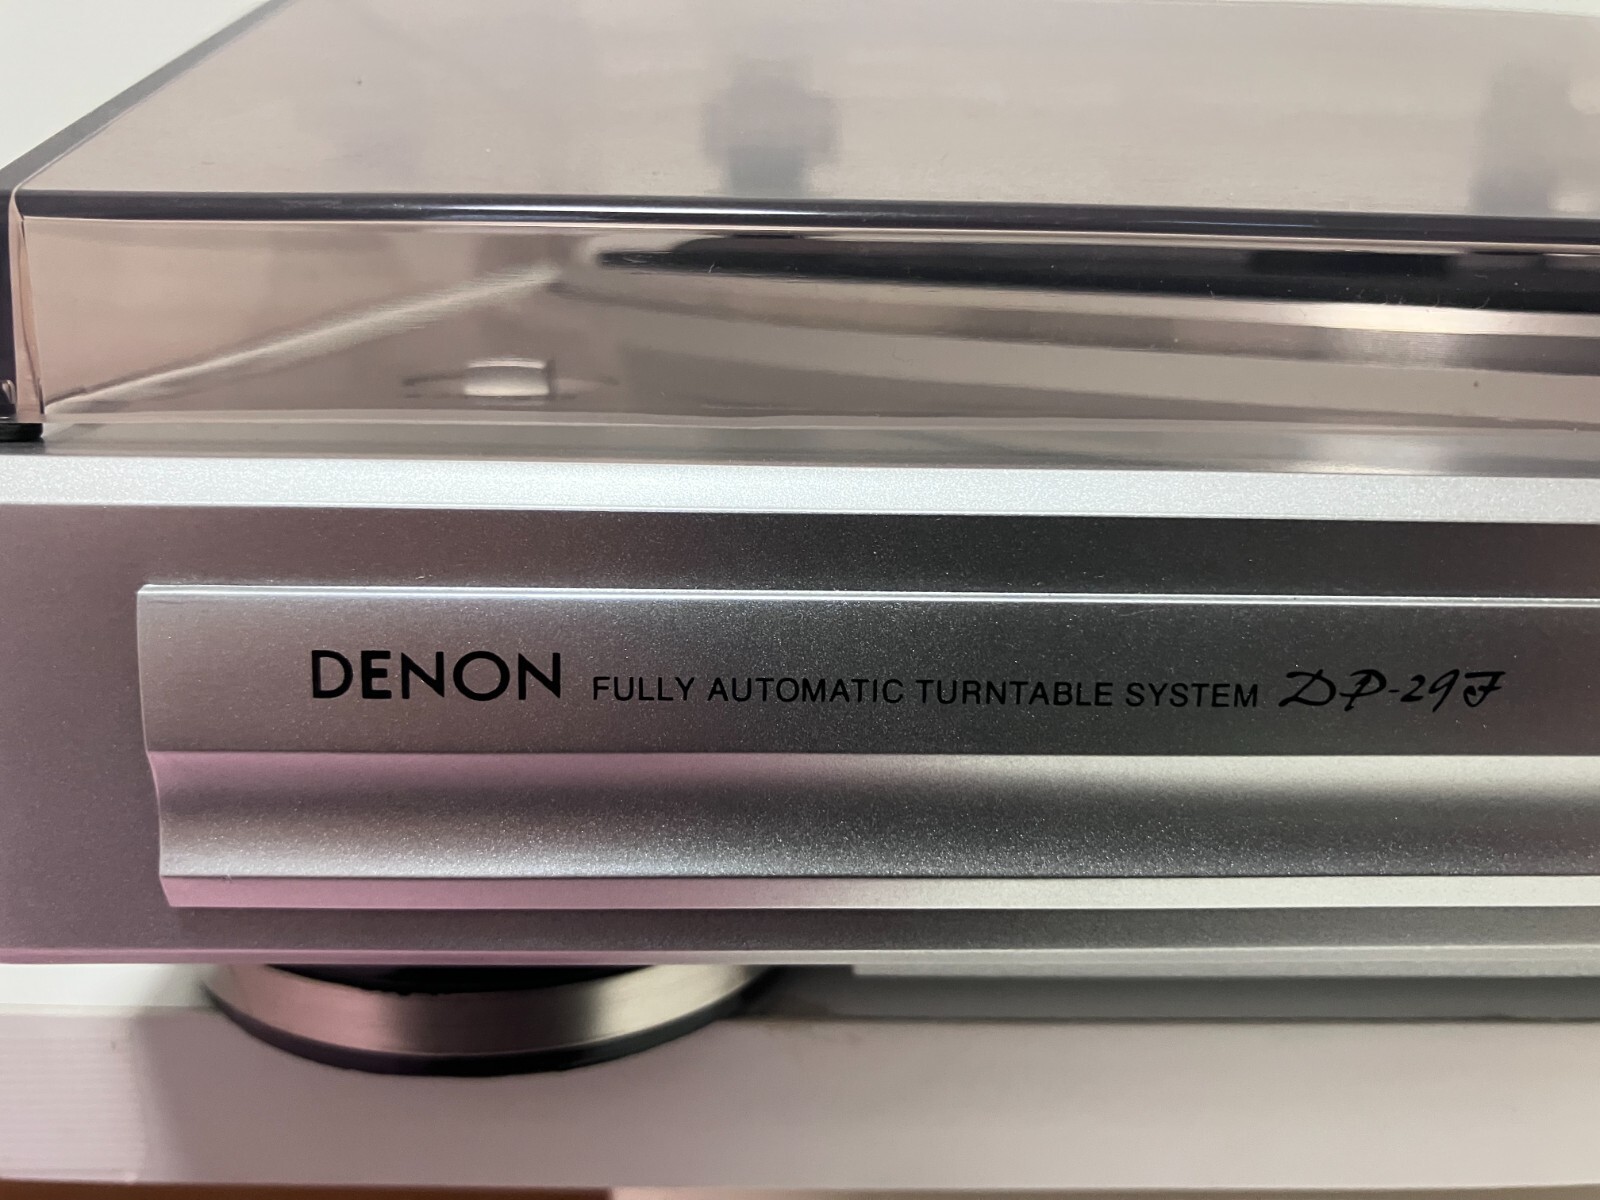 DENON FULLY AUTOMATIC TURNTABLE SYSTEM DP-29F